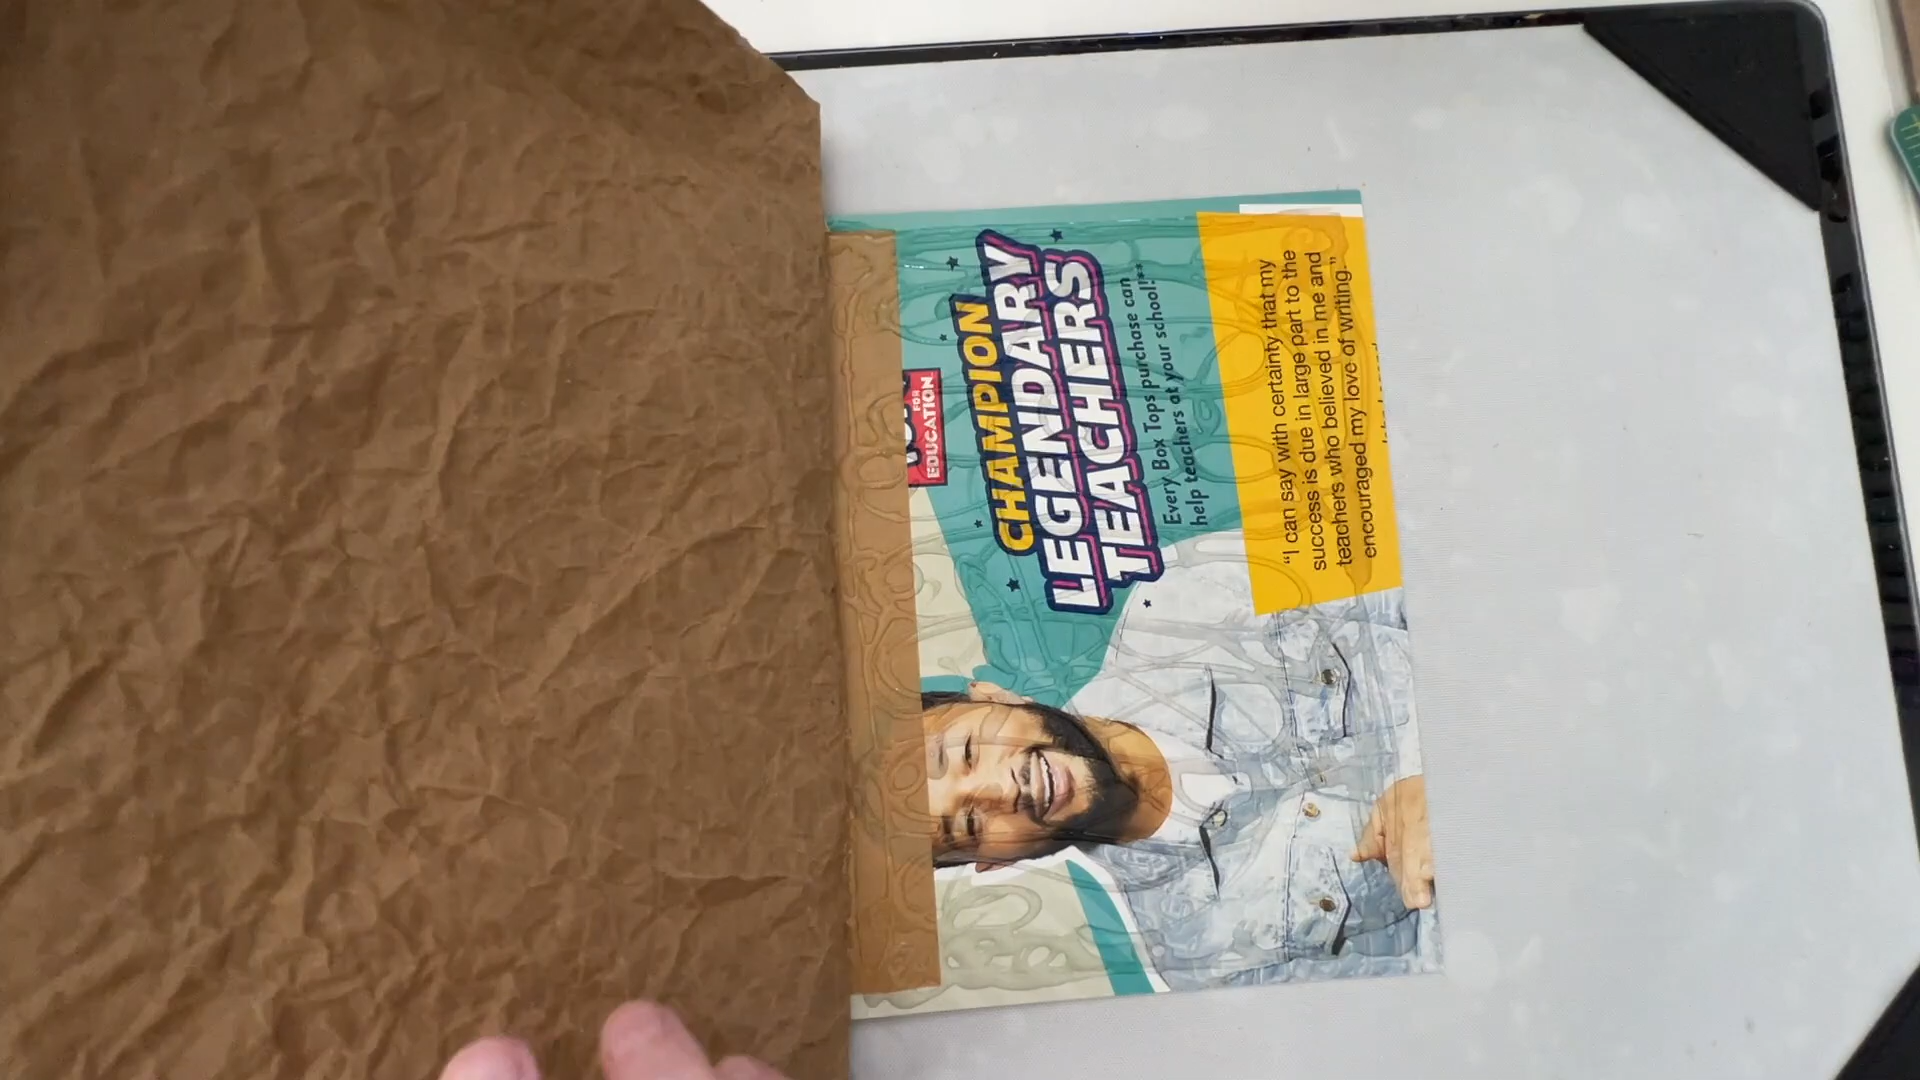 FOR
EDUCATION
CHAMPION
LEGENDARY
TEACHERS
Every Box Tops purchase can
help teachers at your school!**
“I can say with certainty that my
success is due in large part to the
teachers who believed in me and
encouraged my love of writing.”